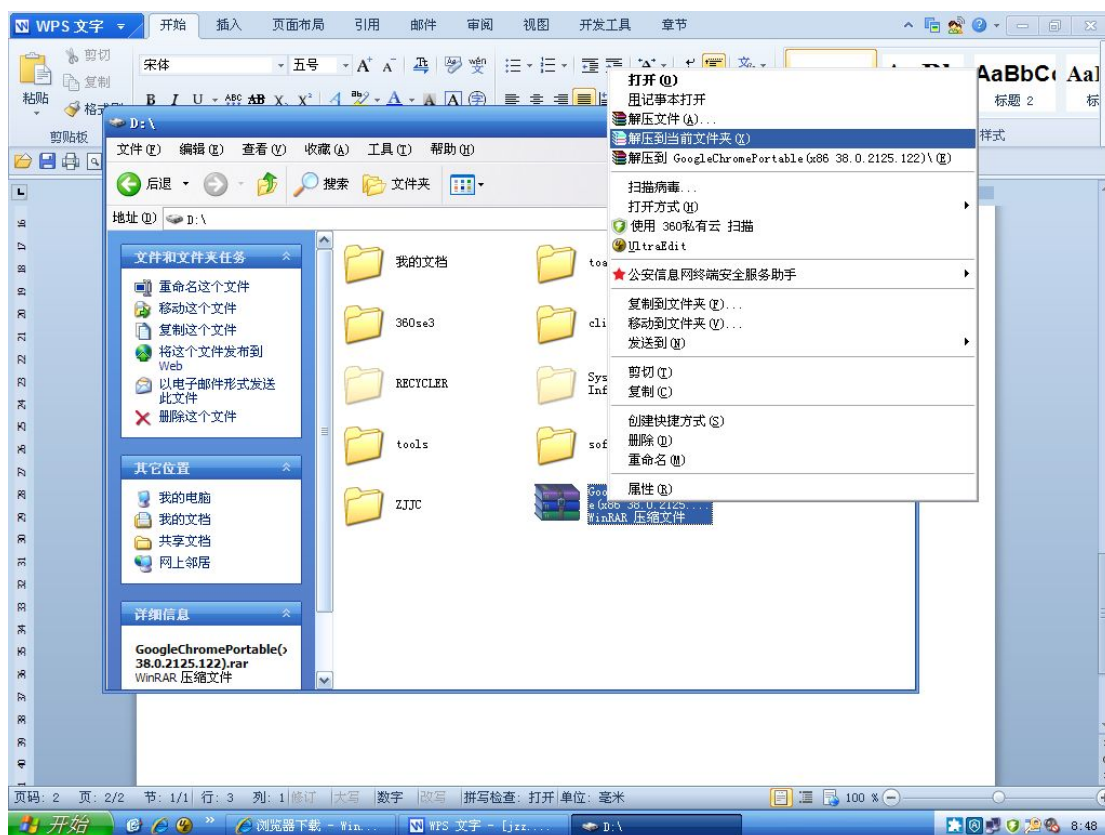 WPS 文字
开始 插入 页面布局 引用 邮件 审阅 视图 开发工具 章节
剪切
复制
粘贴
宋体 五号
剪贴板
AaBbC
标题 2
标
样式
D:\
文件(F) 编辑(E) 查看(V) 收藏(A) 工具(T) 帮助(H)
后退 搜索 文件夹
地址(D) D:\
文件和文件夹任务
重命名这个文件
移动这个文件
复制这个文件
将这个文件发布到
Web
以电子邮件形式发送
此文件
删除这个文件
其它位置
我的电脑
我的文档
共享文档
网上邻居
详细信息
GoogleChromePortable(x
38.0.2125.122).rar
WinRAR 压缩文件
我的文档
360se3
RECYCLER
tools
ZJJC
e(x86 38.0.2125....
WinRAR 压缩文件
打开(O)
用记事本打开
解压文件(A)...
解压到当前文件夹(X)
解压到 GoogleChromePortable(x86 38.0.2125.122)\(E)
扫描病毒...
打开方式(H)
使用 360私有云 扫描
UltraEdit
公安信息网终端安全服务助手
复制到文件夹(F)...
移动到文件夹(V)...
发送到(N)
剪切(T)
复制(C)
创建快捷方式(S)
删除(D)
重命名(M)
属性(R)
页码: 2 页: 2/2 节: 1/1 行: 3 列: 1 修订 大写 数字 改写 拼写检查: 打开 单位: 毫米 100 %
开始 浏览器下载 - Win... WPS 文字 - [jzz.... D:\ 8:48